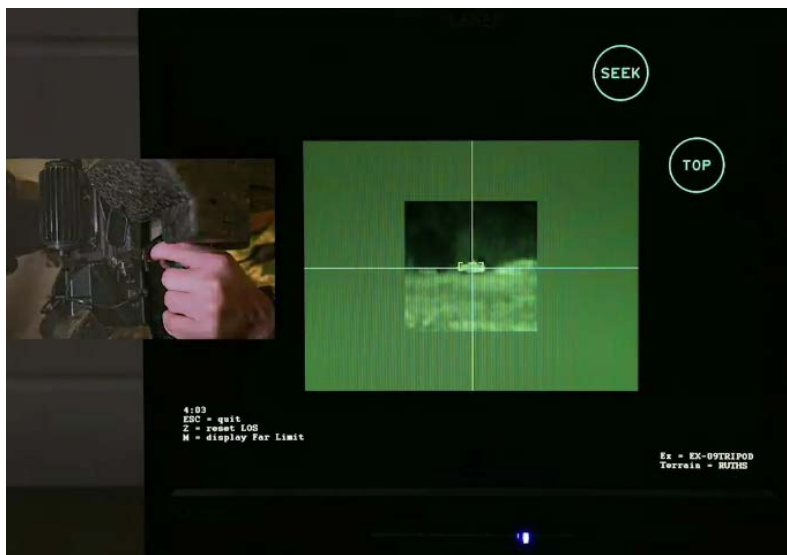 SEEK
TOP
4:03
ESC = quit
Z = reset LOS
M = display Far Limit
Ex = EX-09TRIPOD
Terrain = RUTHS